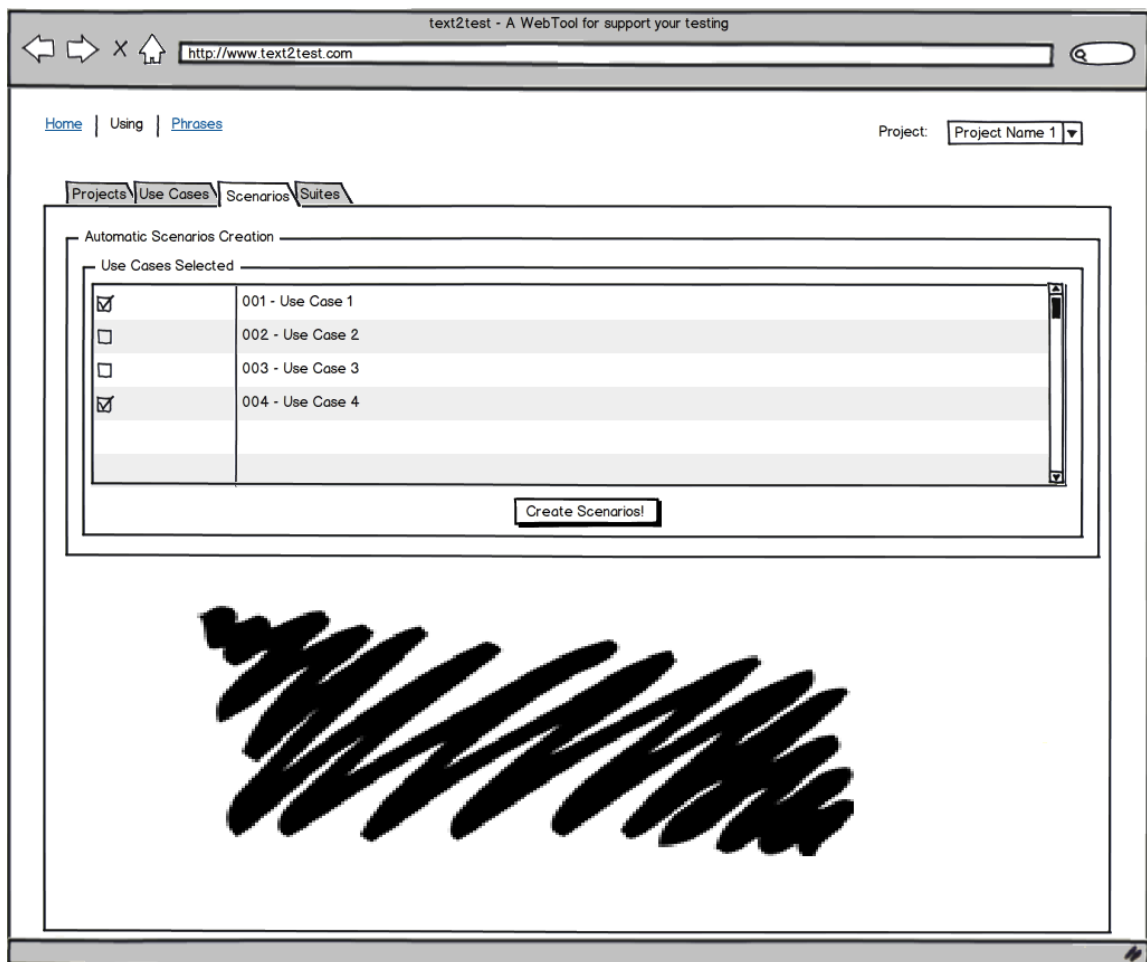 text2test - A WebTool for support your testing
http://www.text2test.com
Home | Using | Phrases
Project: Project Name 1
Projects Use Cases Scenarios Suites
Automatic Scenarios Creation
Use Cases Selected
001 - Use Case 1
002 - Use Case 2
003 - Use Case 3
004 - Use Case 4
Create Scenarios!